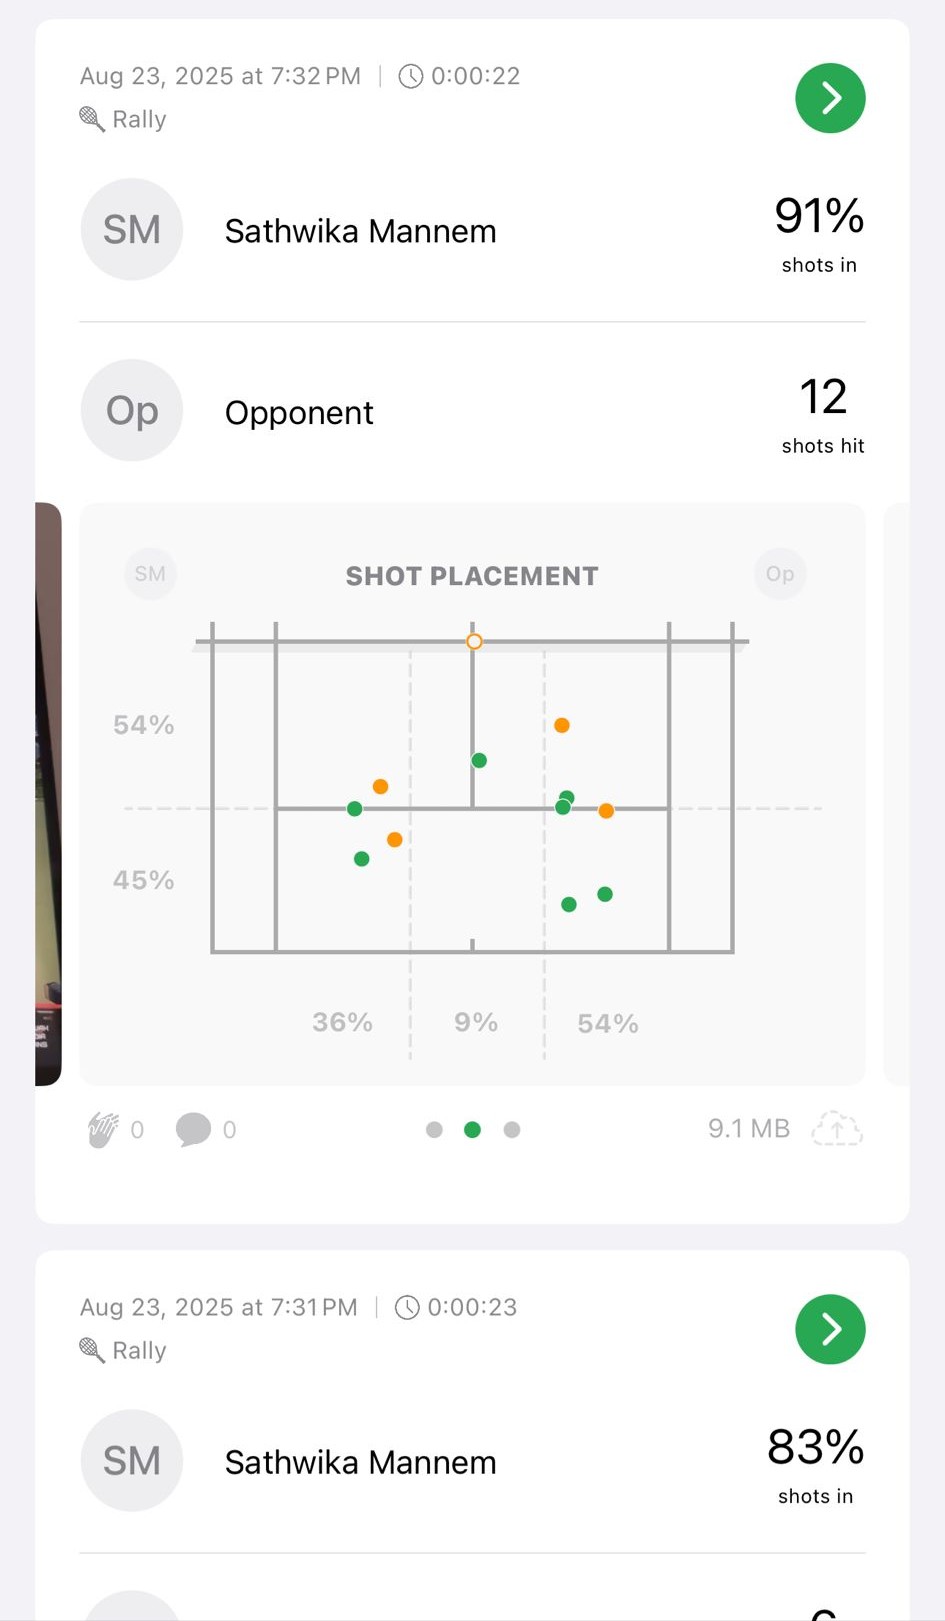 Aug 23, 2025 at 7:32 PM | 0:00:22
Rally
SM
Sathwika Mannem
91%
shots in
Op
Opponent
12
shots hit
SM
SHOT PLACEMENT
Op
54%
45%
36%
9%
54%
0
0
9.1 MB
Aug 23, 2025 at 7:31 PM | 0:00:23
Rally
SM
Sathwika Mannem
83%
shots in